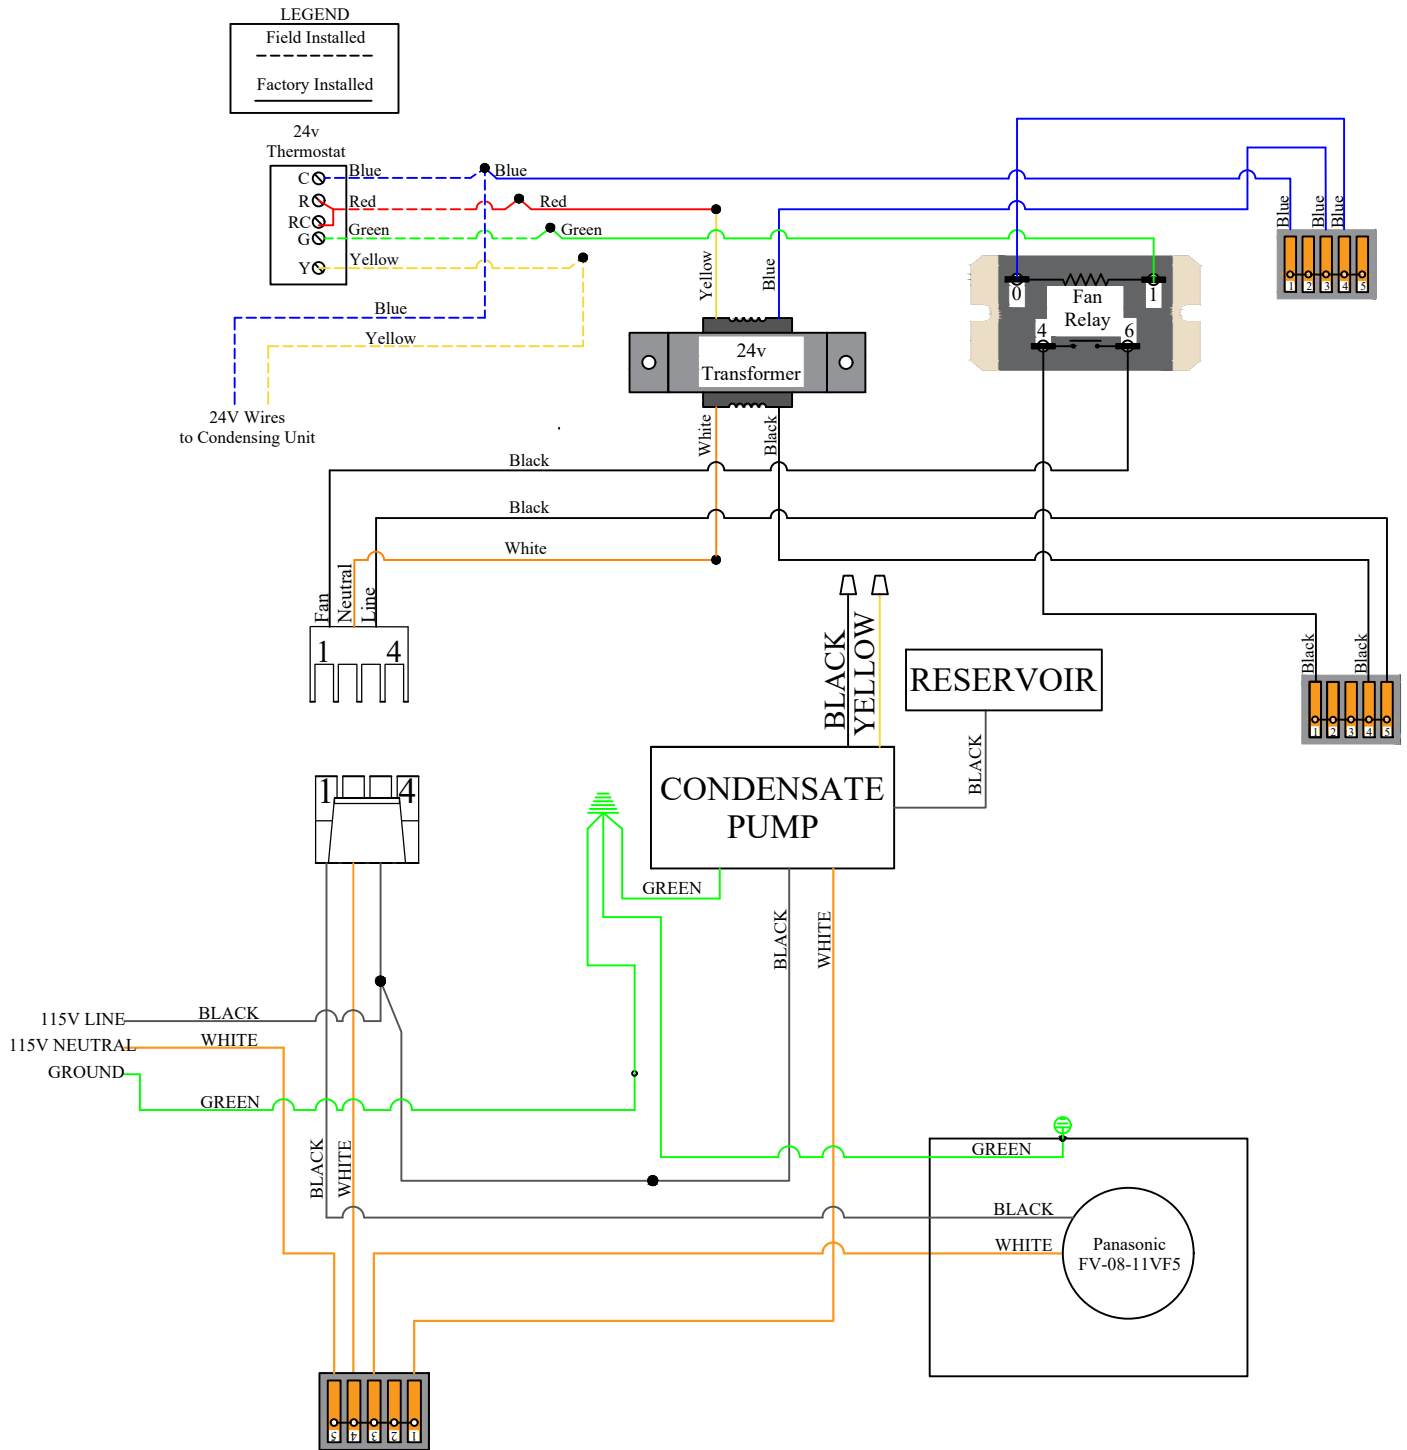 LEGEND
Field Installed
Factory Installed
24v
Thermostat
C
Blue
Blue
R
Red
Red
RC
G
Green
Green
Y
Yellow
Blue
Yellow
24V Wires
to Condensing Unit
Yellow
Blue
24v
Transformer
White
Black
0
1
Fan
Relay
4
6
Blue
Blue
Blue
1
2
3
4
5
Black
Black
White
Fan
Neutral
Line
1
4
BLACK
YELLOW
RESERVOIR
BLACK
Black
Black
1
2
3
4
5
CONDENSATE
PUMP
1
4
GREEN
BLACK
WHITE
115V LINE
BLACK
115V NEUTRAL
WHITE
GROUND
GREEN
BLACK
WHITE
GREEN
BLACK
WHITE
Panasonic
FV-08-11VF5
5
4
3
2
1